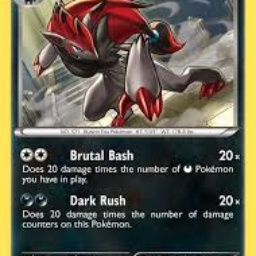 Brutal Bash 20×
Does 20 damage times the number of Pokémon
you have in play.
Dark Rush 20×
Does 20 damage times the number of damage
counters on this Pokémon.